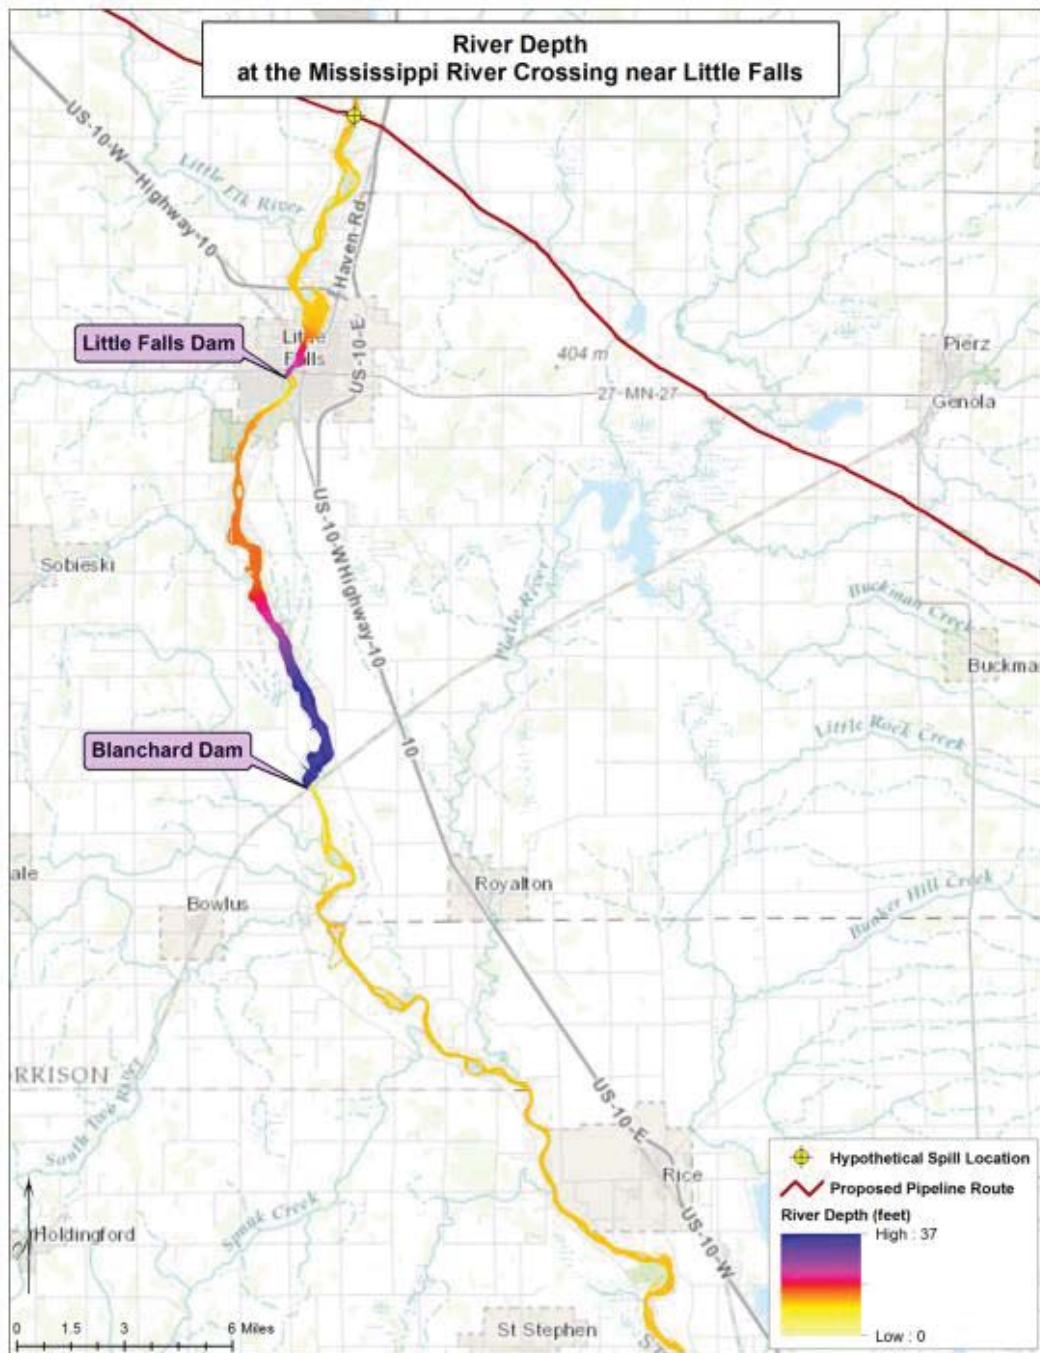 River Depth
at the Mississippi River Crossing near Little Falls
US-10-W
Highway-10
Little Elk River
Haven Rd
Little Falls Dam
Little
Falls
US-10-E
404 m
27-MN-27
Pierz
Genola
Sobieski
US-10-W
Highway-10
Platte River
Buckman Creek
Buckma
Little Rock Creek
Blanchard Dam
10
ale
Bowlus
Royalton
Bunker Hill Creek
ORRISON
South Two River
US-10-E
Rice
US-10-W
Spunk Creek
Holdingford
St Stephen
0 1.5 3 6 Miles
Hypothetical Spill Location
Proposed Pipeline Route
River Depth (feet)
High : 37
Low : 0